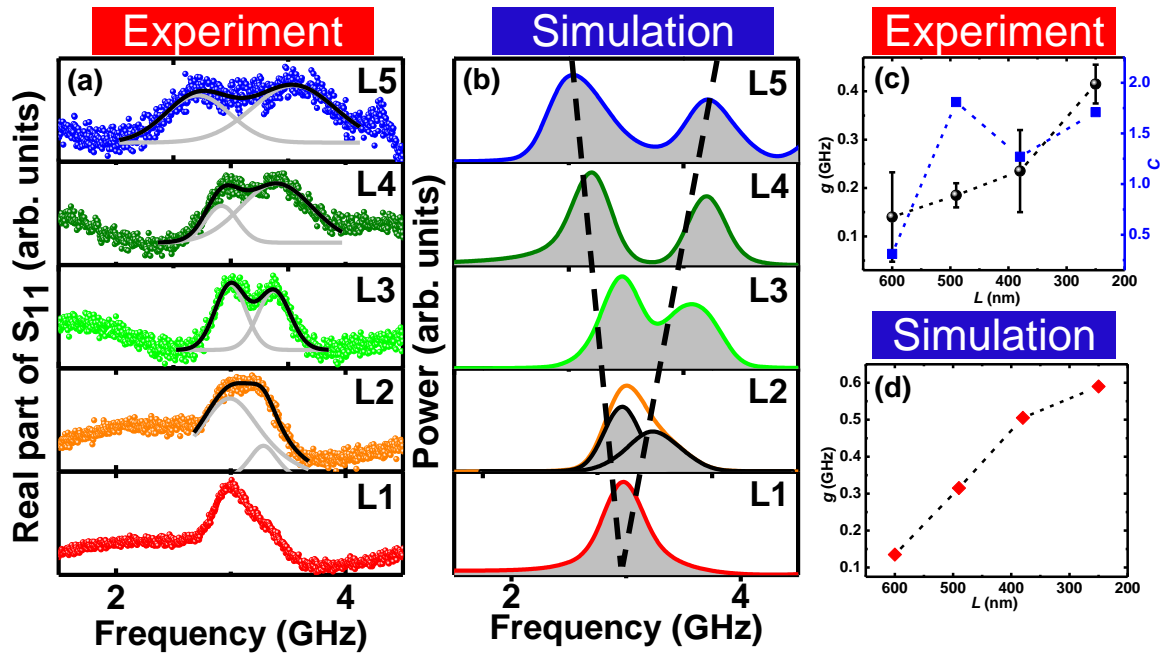 Experiment
Simulation
Experiment
(a)
L5
L4
L3
L2
L1
Real part of S11 (arb. units)
2
4
Frequency (GHz)
(b)
L5
L4
L3
L2
L1
Power (arb. units)
2
4
Frequency (GHz)
(c)
g (GHz)
0.4
0.3
0.2
0.1
2.0
1.5
1.0
0.5
C
600 500 400 300 200
L (nm)
Simulation
(d)
g (GHz)
0.6
0.5
0.4
0.3
0.2
0.1
600 500 400 300 200
L (nm)